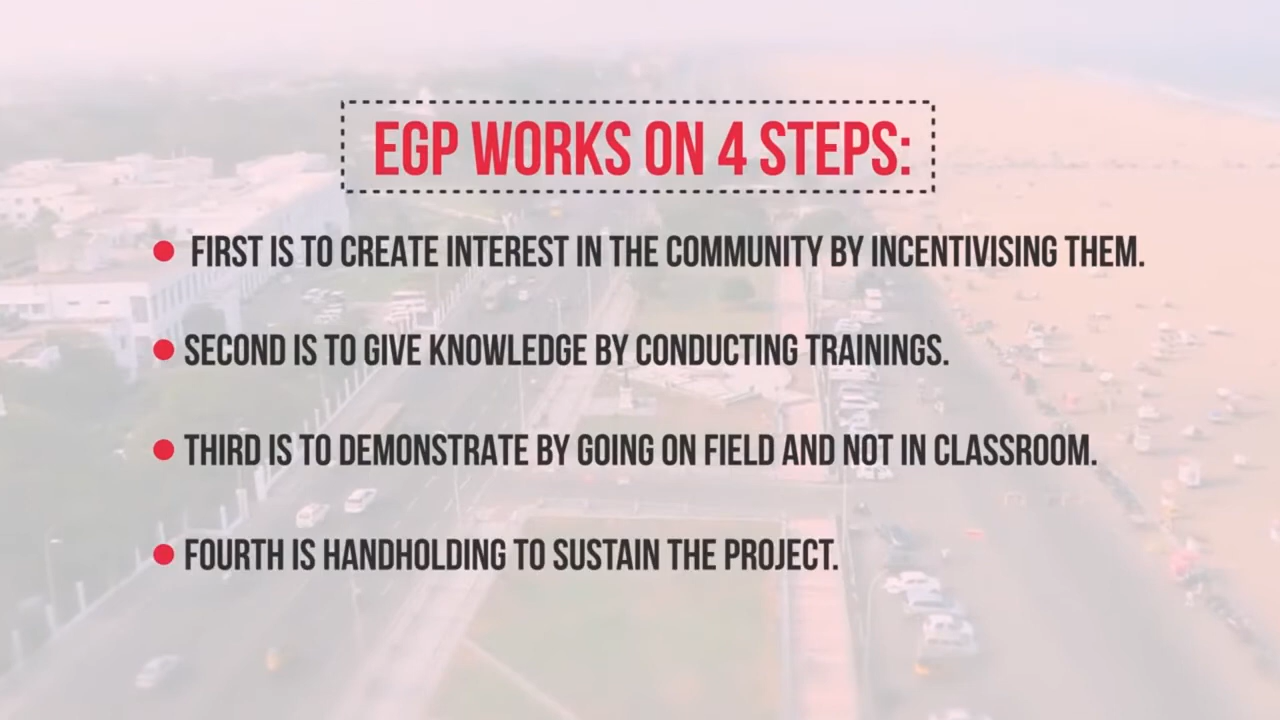 EGP WORKS ON 4 STEPS:
FIRST IS TO CREATE INTEREST IN THE COMMUNITY BY INCENTIVISING THEM.
SECOND IS TO GIVE KNOWLEDGE BY CONDUCTING TRAININGS.
THIRD IS TO DEMONSTRATE BY GOING ON FIELD AND NOT IN CLASSROOM.
FOURTH IS HANDHOLDING TO SUSTAIN THE PROJECT.